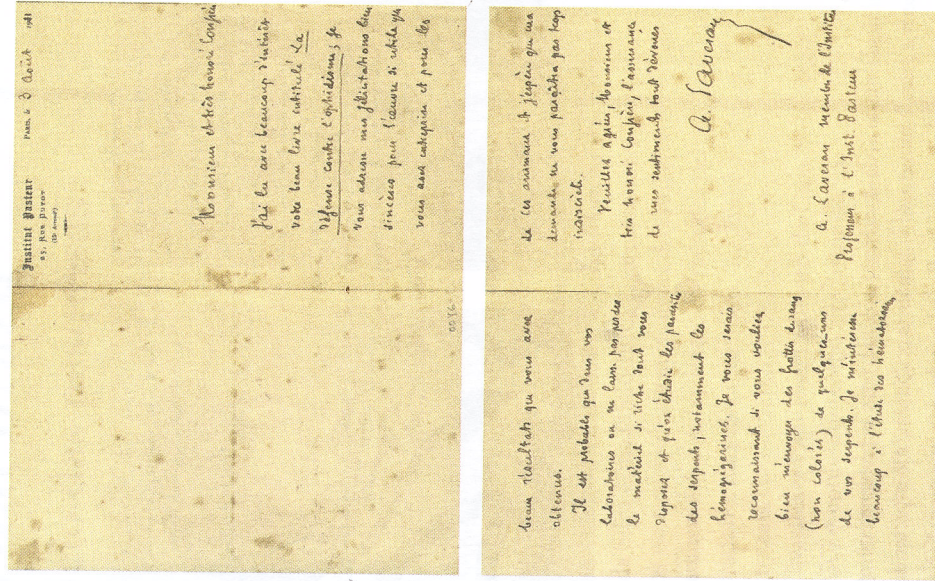 Institut Pasteur
25, Rue Dutot
Paris, le 3 Août 1911
Monsieur et très honoré Confrère
J'ai lu avec beaucoup d'intérêt
votre beau livre intitulé La
défense contre l'ophidisme; je
vous adresse mes félicitations bien
sincères pour l'œuvre si utile que
vous avez entreprise et pour les
beaux résultats que vous avez
obtenus.
Il est probable que dans vos
laboratoires on ne laisse pas perdre
le matériel si riche dont vous
disposez et qu'on étudie les parasites
des serpents, notamment les
hémogrégarines. Je vous serais
reconnaissant si vous vouliez
bien m'envoyer des frottis de sang
(non colorés) de quelques-uns
de vos serpents. Je m'intéresse
beaucoup à l'étude des hématozoaires
de ces animaux et j'espère que ma
demande ne vous paraîtra pas trop
indiscrète.
Veuillez agréer, Monsieur et
très honoré Confrère, l'assurance
de mes sentiments tout dévoués
A. Laveran
A. Laveran membre de l'Institut
Professeur à l'Inst Pasteur